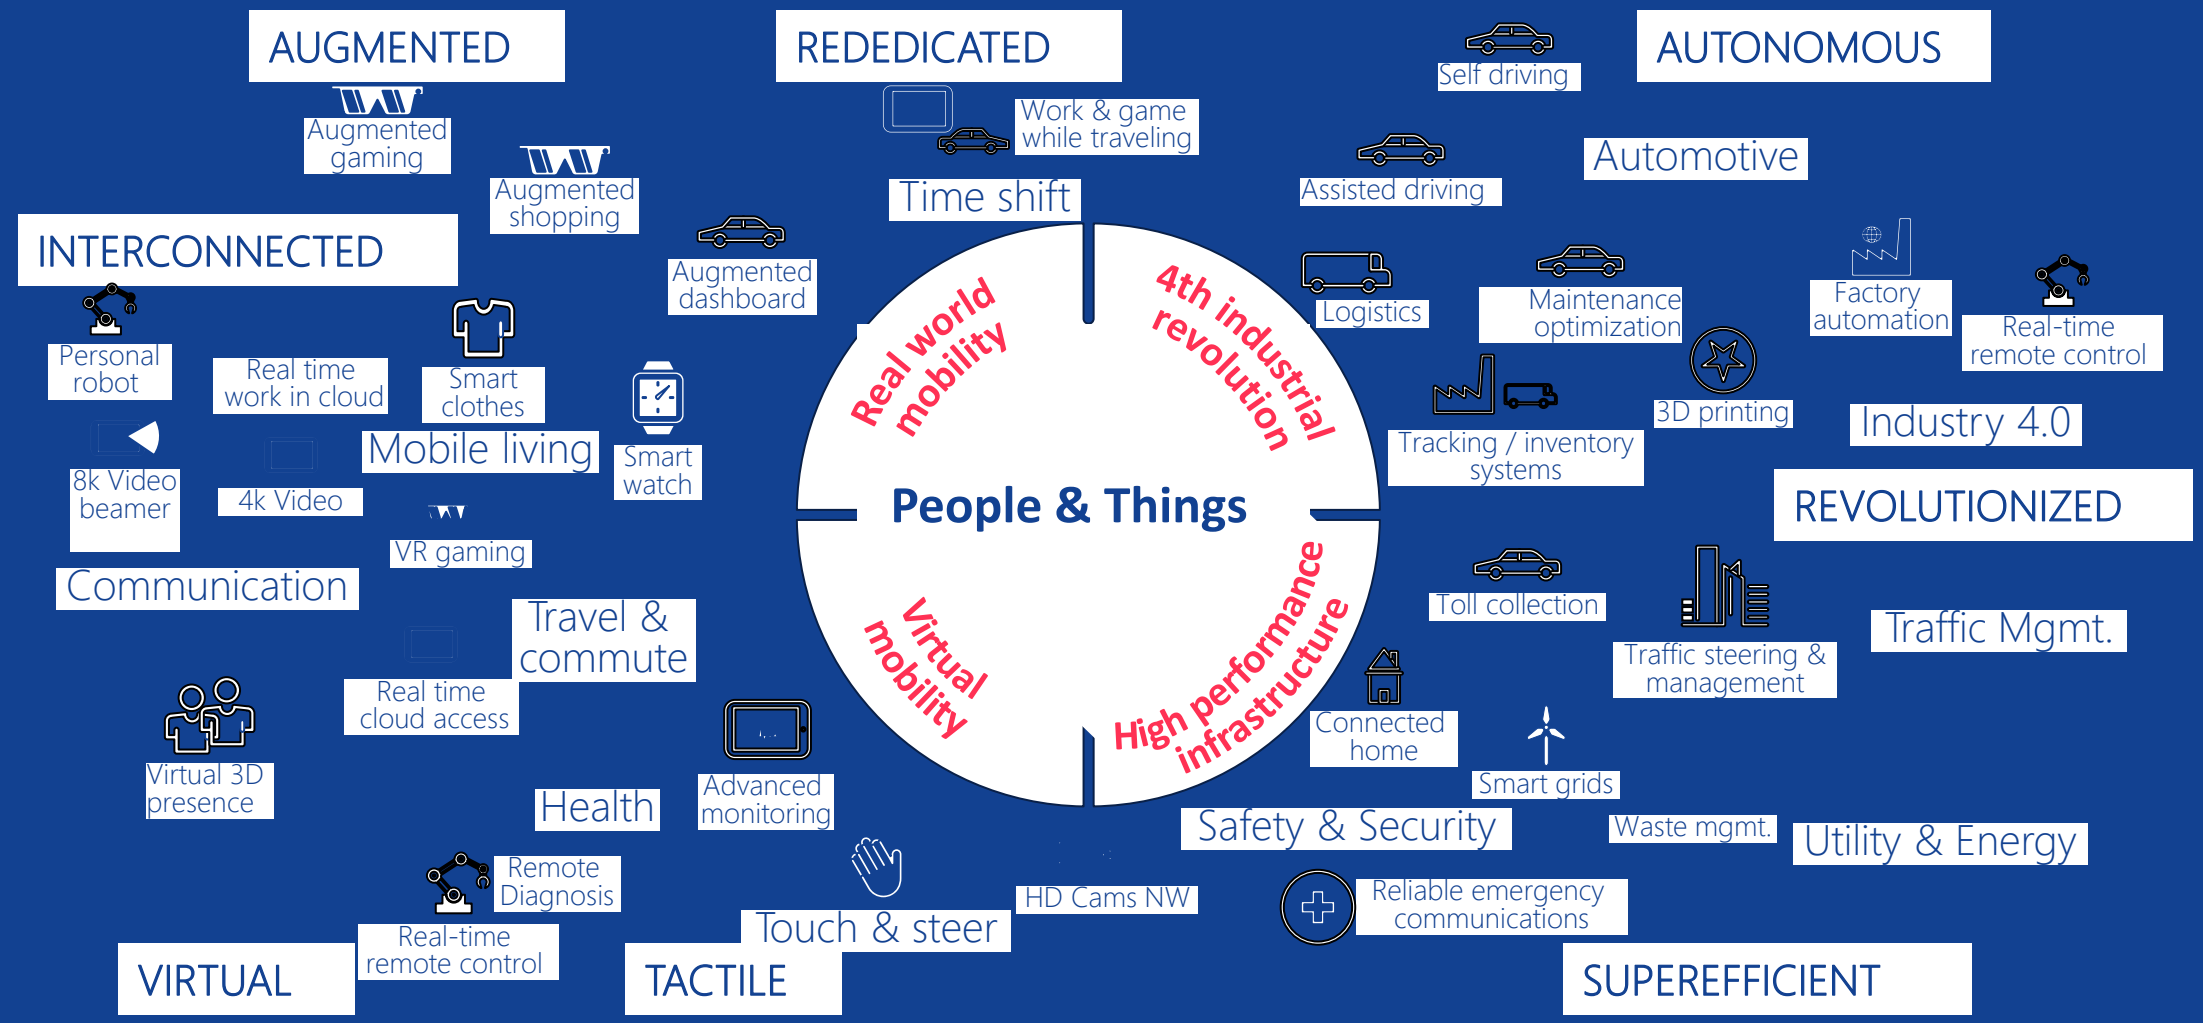 AUGMENTED
REDEDICATED
AUTONOMOUS
Self driving
Augmented
gaming
Work & game
while traveling
Automotive
Augmented
shopping
Time shift
Assisted driving
INTERCONNECTED
Augmented
dashboard
Logistics
Maintenance
optimization
Factory
automation
Real-time
remote control
Personal
robot
Real time
work in cloud
Smart
clothes
Real world
mobility
4th industrial
revolution
3D printing
Industry 4.0
Mobile living
Smart
watch
Tracking / inventory
systems
8k Video
beamer
4k Video
People & Things
REVOLUTIONIZED
VR gaming
Communication
Travel &
commute
Virtual
mobility
High performance
infrastructure
Toll collection
Traffic Mgmt.
Traffic steering &
management
Real time
cloud access
Connected
home
Virtual 3D
presence
Health
Advanced
monitoring
Smart grids
Safety & Security
Waste mgmt.
Utility & Energy
Remote
Diagnosis
HD Cams NW
Reliable emergency
communications
Touch & steer
Real-time
remote control
VIRTUAL
TACTILE
SUPEREFFICIENT